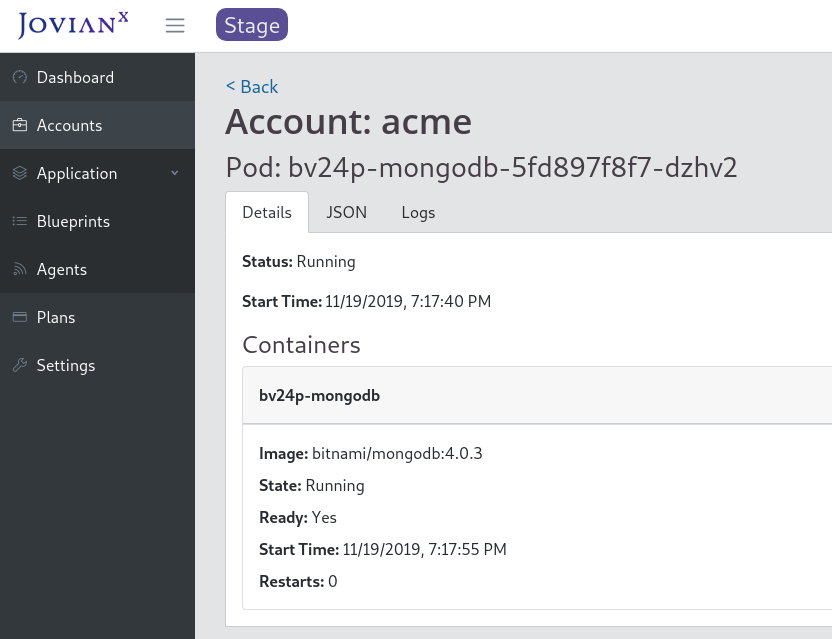 JOVIANX
Stage
Dashboard
Accounts
Application
Blueprints
Agents
Plans
Settings
< Back
Account: acme
Pod: bv24p-mongodb-5fd897f8f7-dzhv2
Details JSON Logs
Status: Running
Start Time: 11/19/2019, 7:17:40 PM
Containers
bv24p-mongodb
Image: bitnami/mongodb:4.0.3
State: Running
Ready: Yes
Start Time: 11/19/2019, 7:17:55 PM
Restarts: 0